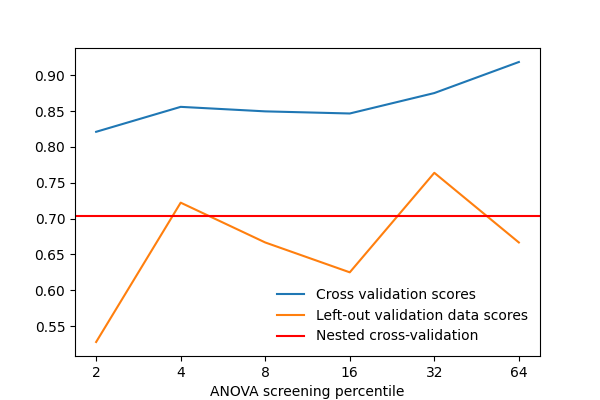 0.90
0.85
0.80
0.75
0.70
0.65
0.60
0.55
Cross validation scores
Left-out validation data scores
Nested cross-validation
2 4 8 16 32 64
ANOVA screening percentile